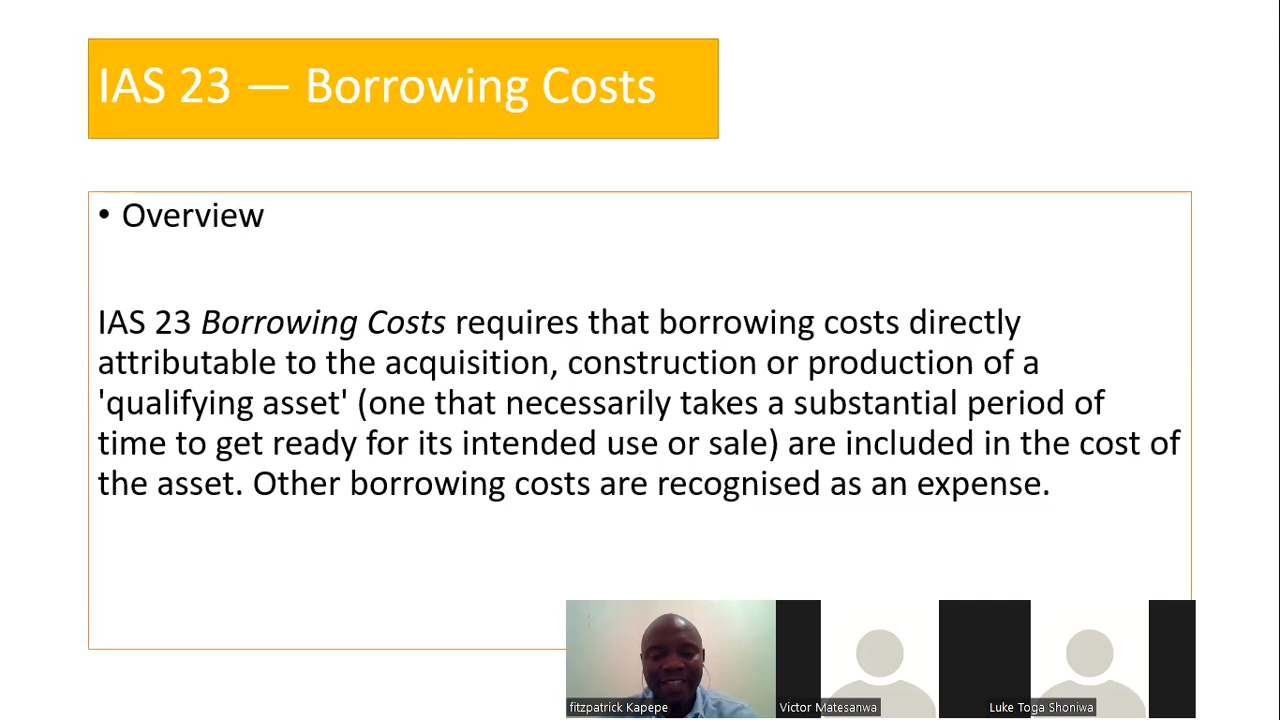 IAS 23 — Borrowing Costs
• Overview
IAS 23 Borrowing Costs requires that borrowing costs directly
attributable to the acquisition, construction or production of a
'qualifying asset' (one that necessarily takes a substantial period of
time to get ready for its intended use or sale) are included in the cost of
the asset. Other borrowing costs are recognised as an expense.
fitzpatrick Kapepe
Victor Matesanwa
Luke Toga Shoniwa